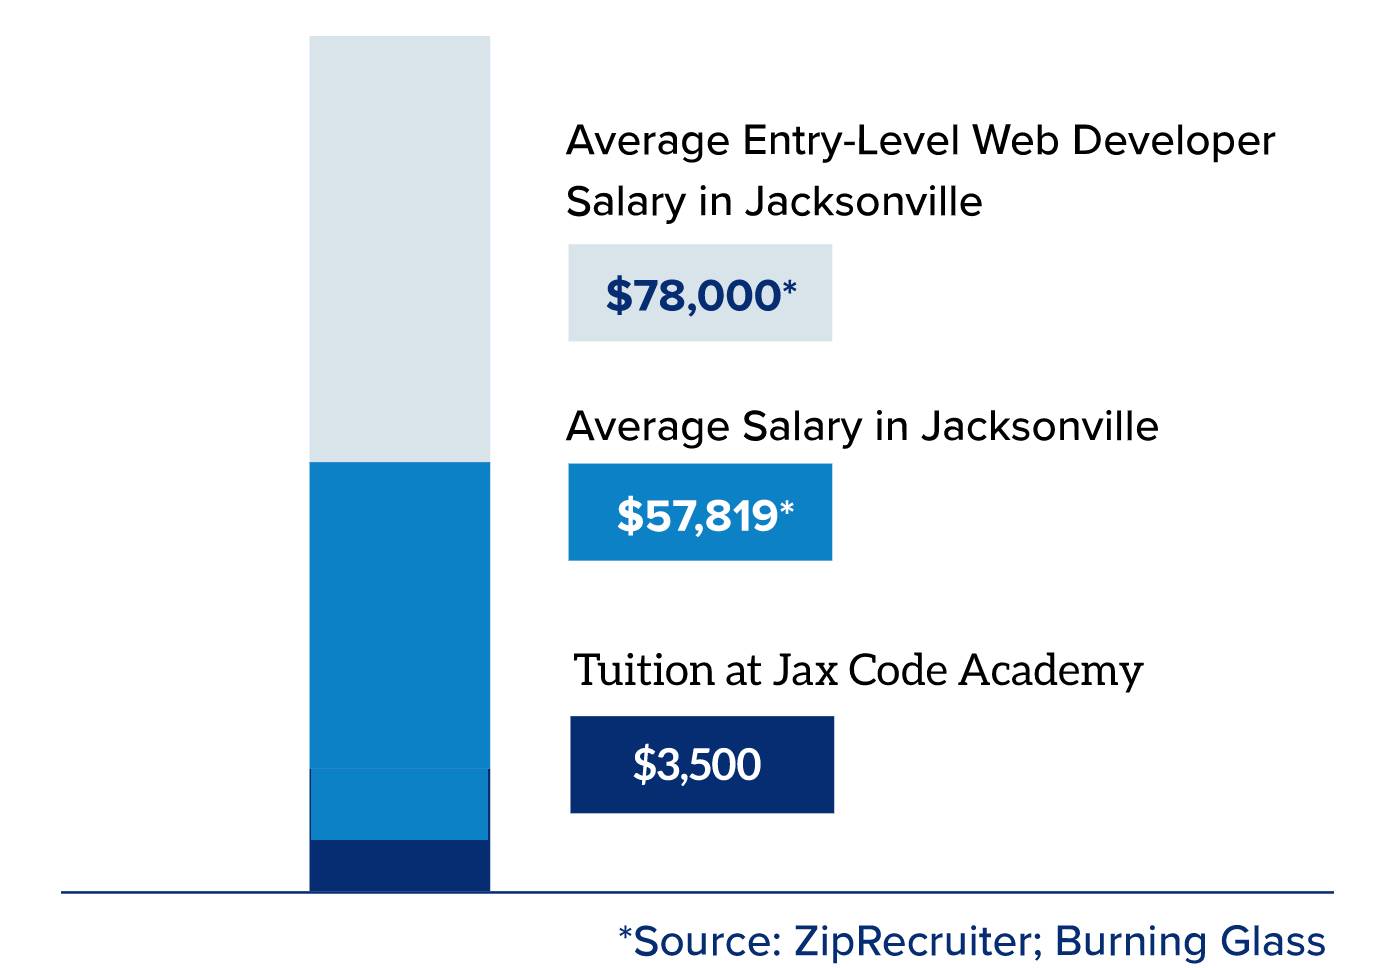 Average Entry-Level Web Developer
Salary in Jacksonville
$78,000*
Average Salary in Jacksonville
$57,819*
Tuition at Jax Code Academy
$3,500
*Source: ZipRecruiter; Burning Glass